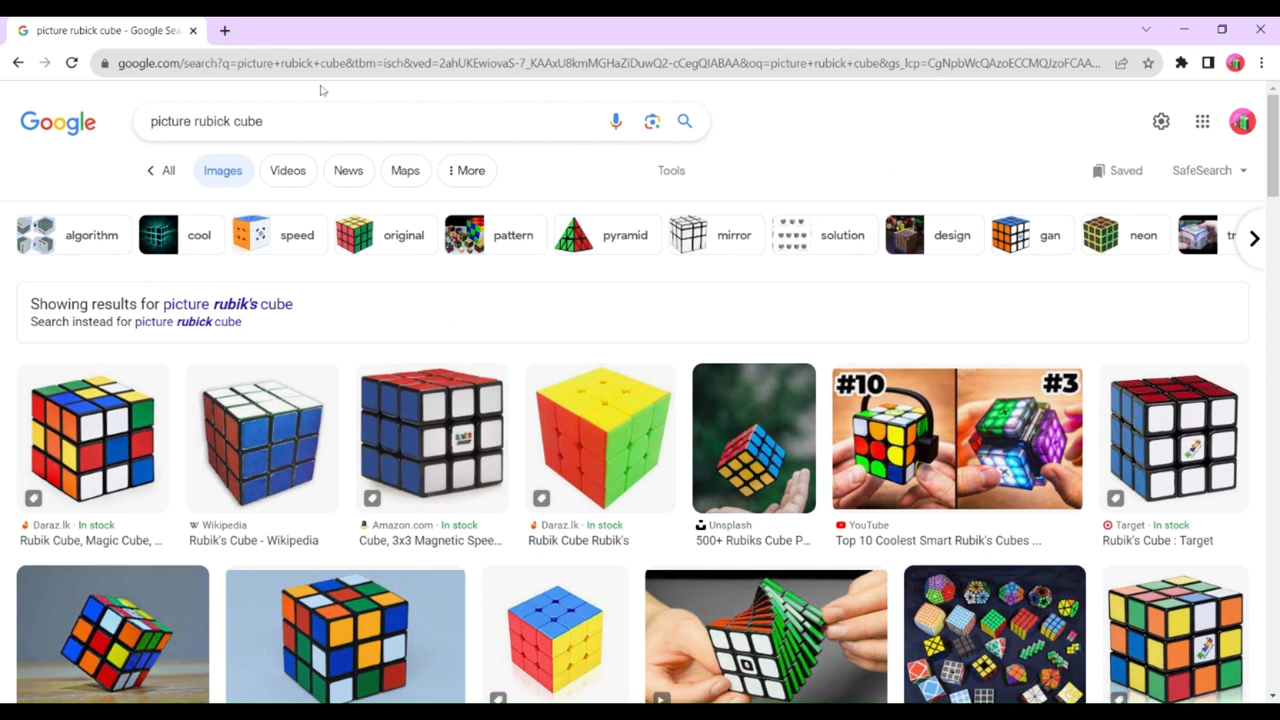 picture rubick cube - Google Sea
google.com/search?q=picture+rubick+cube&tbm=isch&ved=2ahUKEwiovaS-7_KAAxU8kmMGHaZiDuwQ2-cCegQIABAA&oq=picture+rubick+cube&gs_lcp=CgNpbWcQAzoECCMQJzoFCAA...
Google
picture rubick cube
All
Images
Videos
News
Maps
More
Tools
Saved
SafeSearch
algorithm
cool
speed
original
pattern
pyramid
mirror
solution
design
gan
neon
tr
Showing results for picture rubik's cube
Search instead for picture rubick cube
#10
#3
Daraz.lk · In stock
Rubik Cube, Magic Cube, ...
Wikipedia
Rubik's Cube - Wikipedia
Amazon.com · In stock
Cube, 3x3 Magnetic Spee...
Daraz.lk · In stock
Rubik Cube Rubik's
Unsplash
500+ Rubiks Cube P...
YouTube
Top 10 Coolest Smart Rubik's Cubes ...
Target · In stock
Rubik's Cube : Target